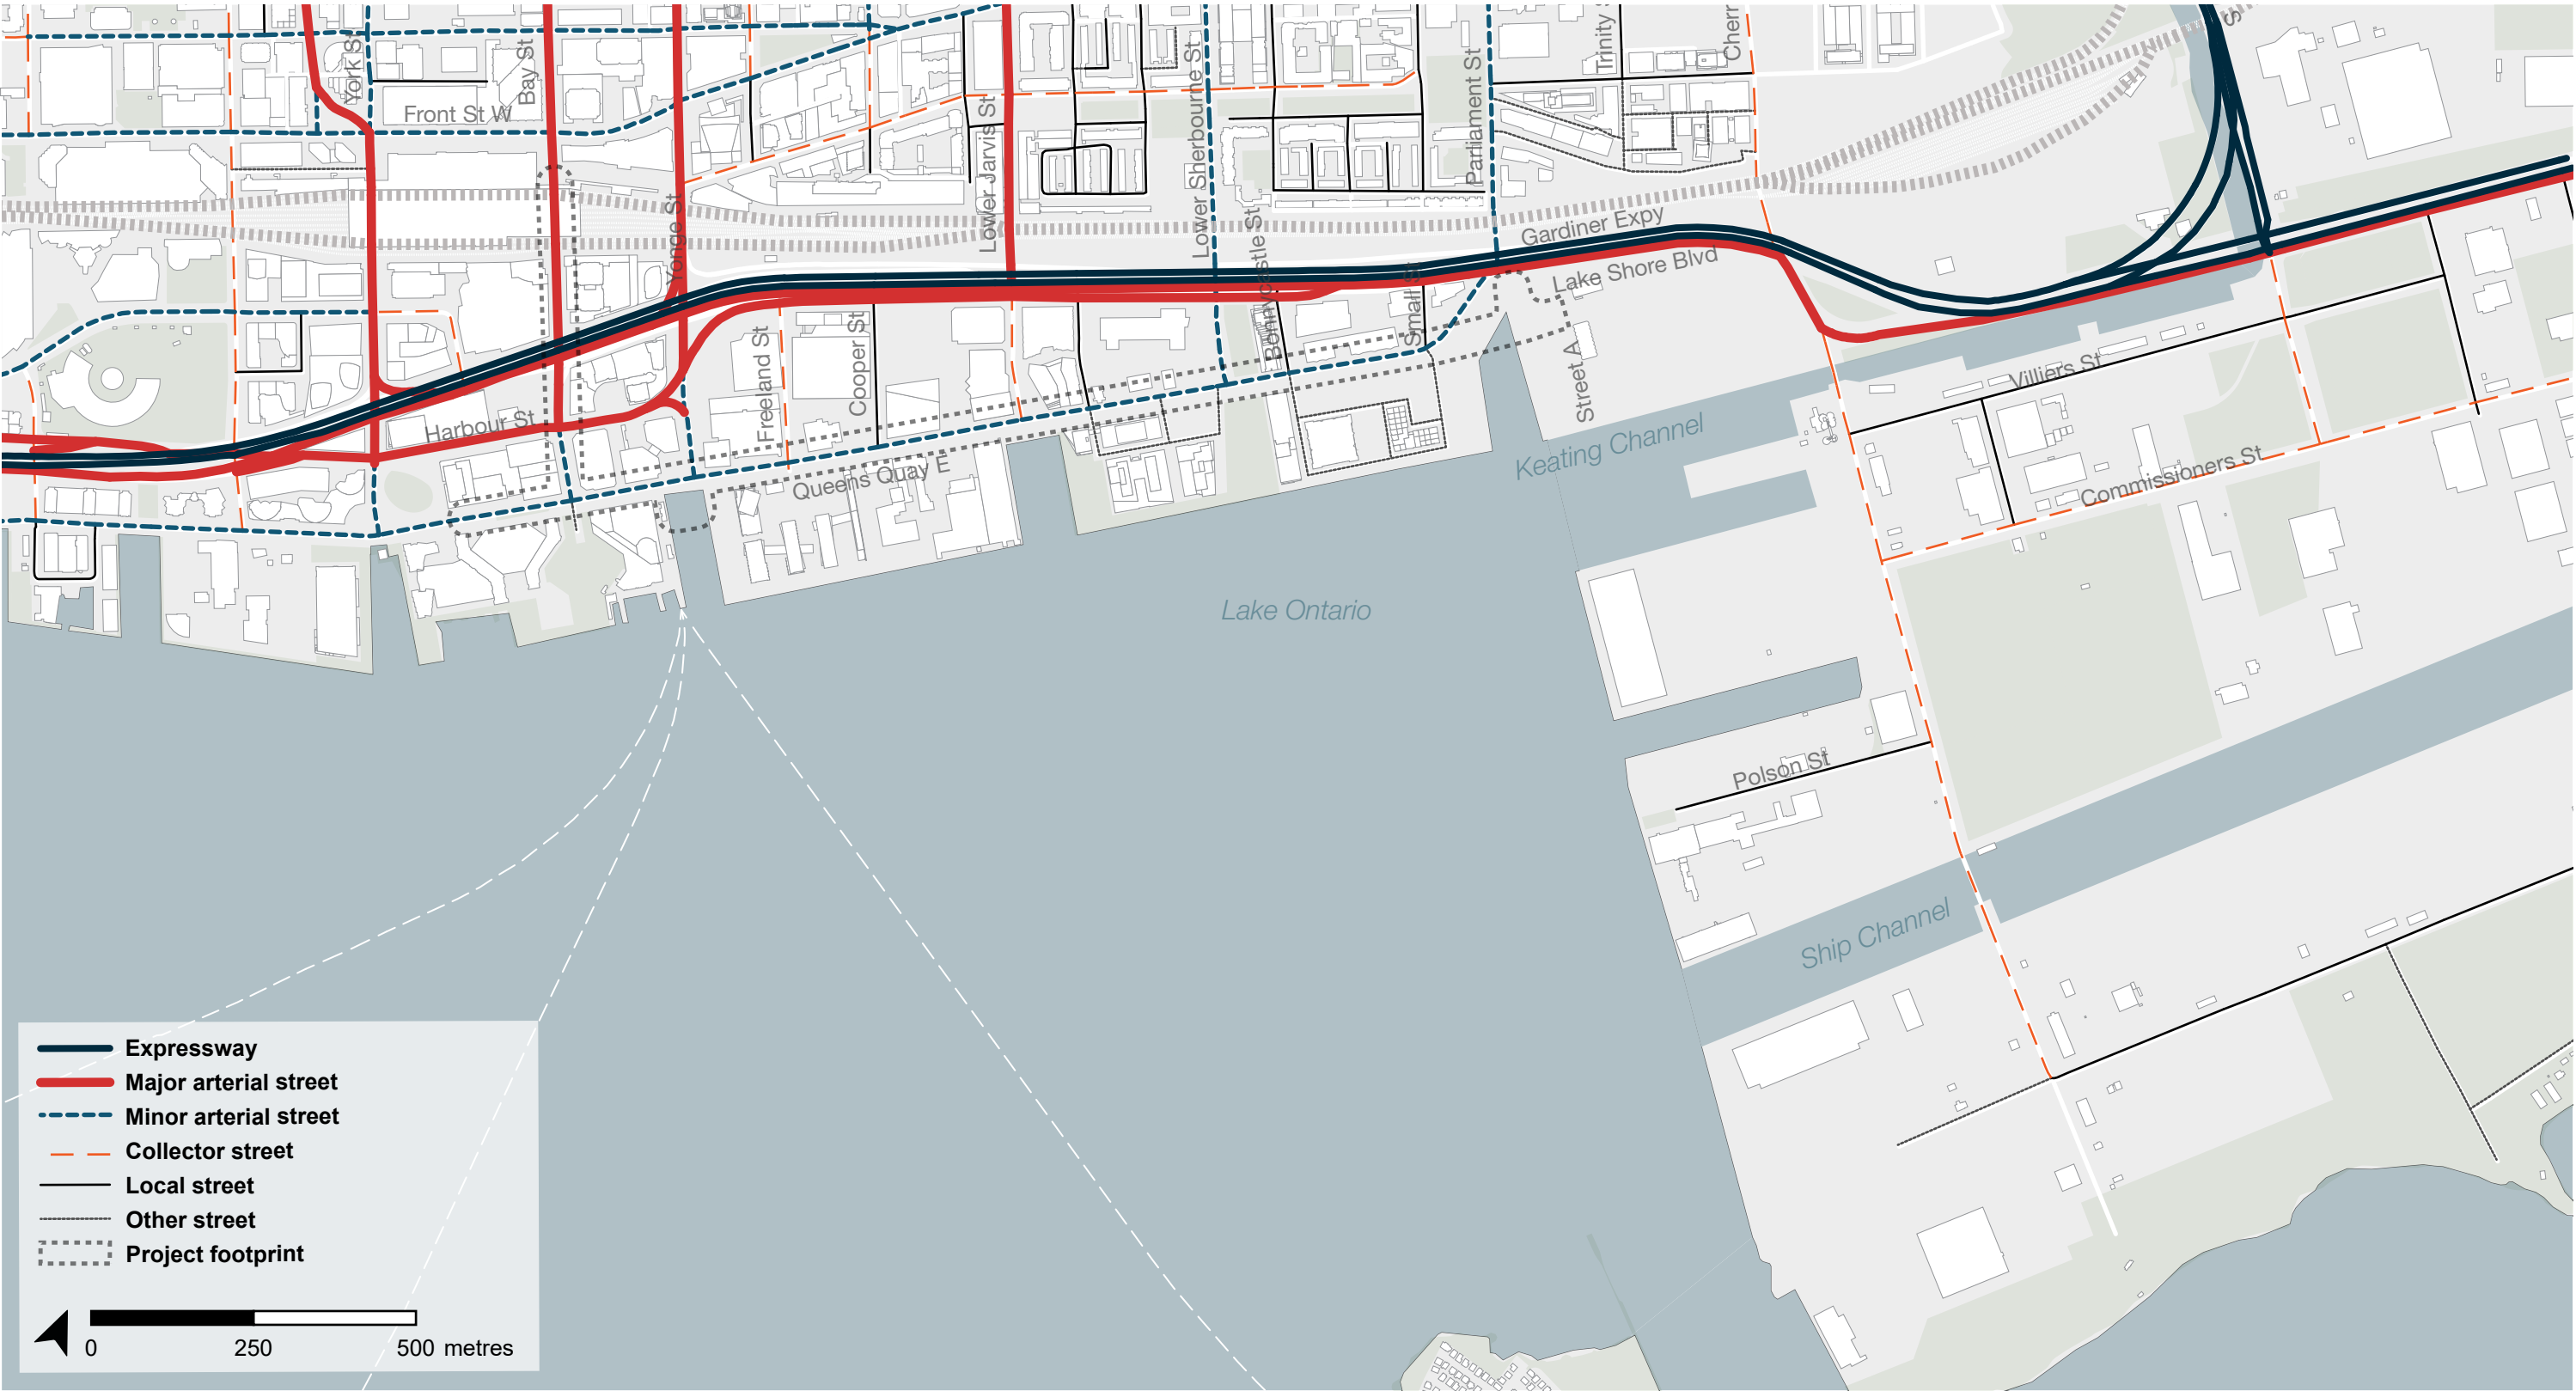 York St
Bay St
Front St W
Yonge St
Lower Jarvis St
Lower Sherbourne St
Bonnycastle St
Parliament St
Small St
Trinity
Cherr
S
Gardiner Expy
Lake Shore Blvd
Harbour St
Freeland St
Cooper St
Queens Quay E
Street A
Keating Channel
Villiers St
Commissioners St
Lake Ontario
Polson St
Ship Channel
Expressway
Major arterial street
Minor arterial street
Collector street
Local street
Other street
Project footprint
0 250 500 metres